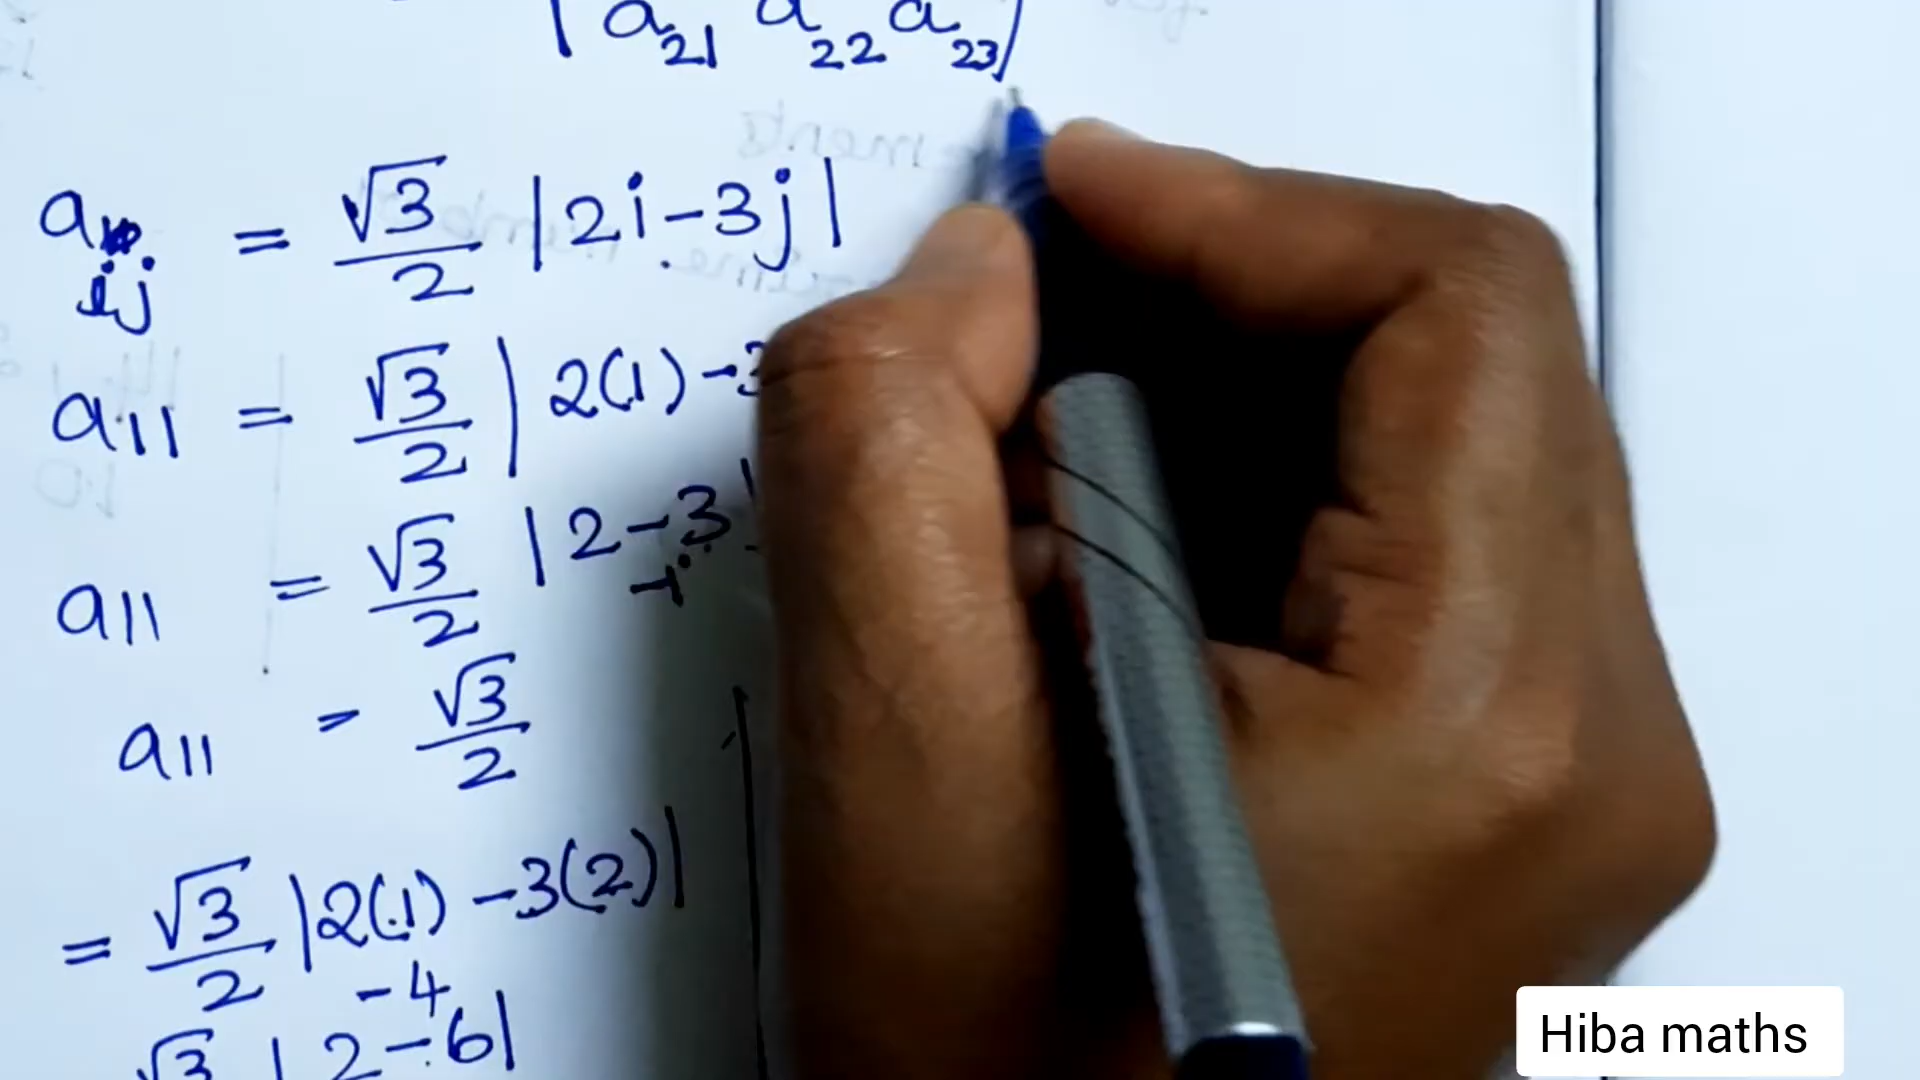 a21 a22 a23
aij = √3/2 |2i-3j|
a11 = √3/2 |2(1)-3
a11 = √3/2 |2-3|
-1
a11 = √3/2
= √3/2 |2(1)-3(2)|
-4
√3 |2-6|
Hiba maths